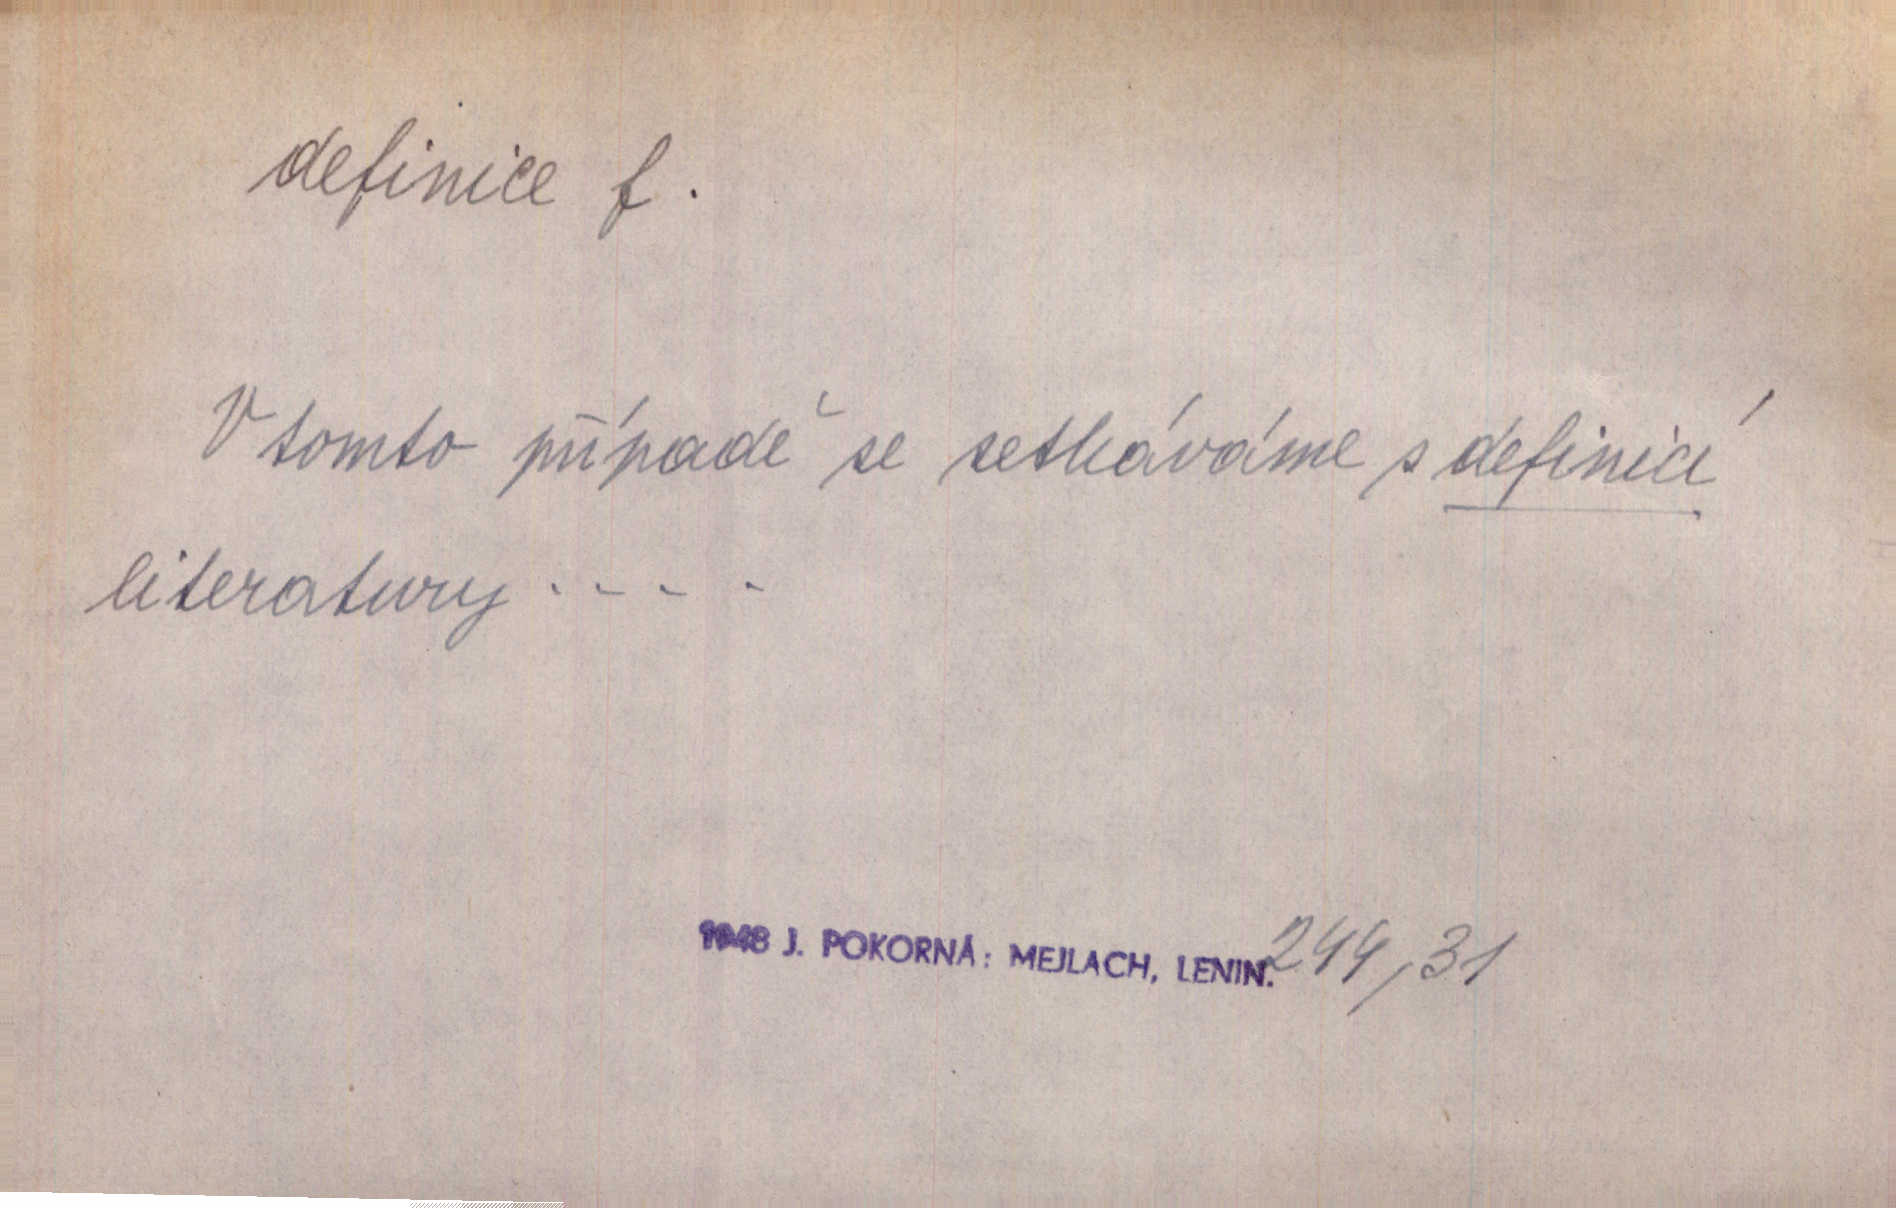 definice f.
V tomto případě se setkáváme s definicí
literatury....
1948 J. POKORNÁ: MEJLACH, LENIN. 244,31